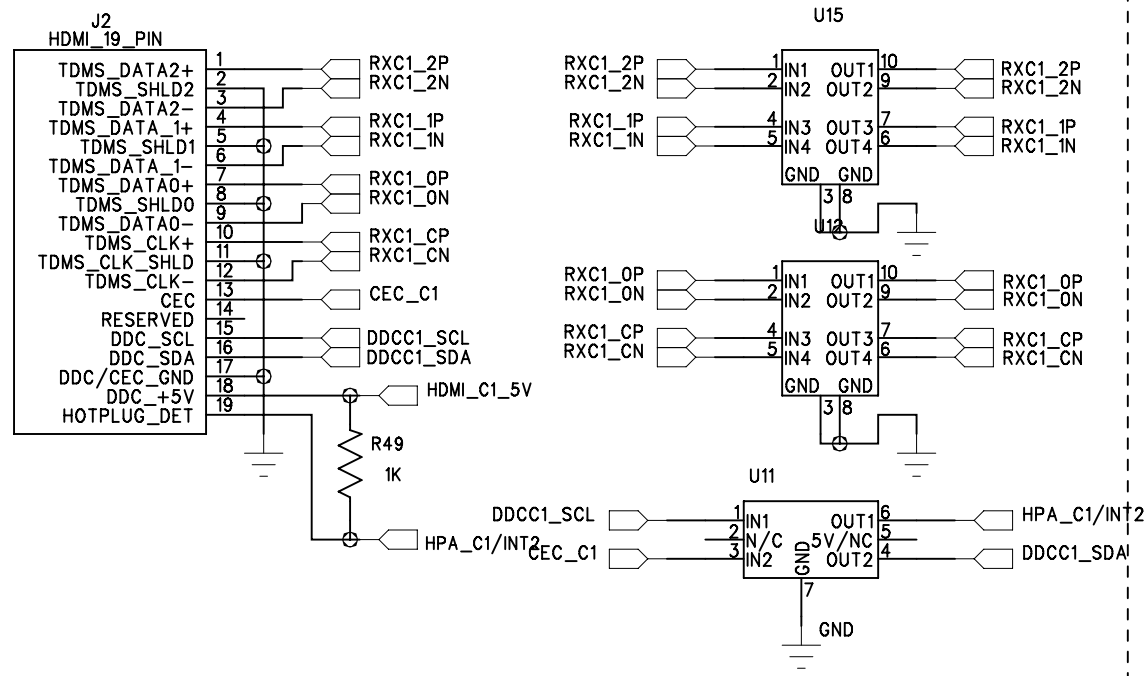 J2
HDMI_19_PIN
TDMS_DATA2+ 1 RXC1_2P
TDMS_SHLD2 2 RXC1_2N
TDMS_DATA2- 3
TDMS_DATA_1+ 4 RXC1_1P
TDMS_SHLD1 5 RXC1_1N
TDMS_DATA_1- 6
TDMS_DATA0+ 7 RXC1_0P
TDMS_SHLD0 8 RXC1_0N
TDMS_DATA0- 9
TDMS_CLK+ 10 RXC1_CP
TDMS_CLK_SHLD 11 RXC1_CN
TDMS_CLK- 12
CEC 13 CEC_C1
RESERVED 14
DDC_SCL 15 DDCC1_SCL
DDC_SDA 16 DDCC1_SDA
DDC/CEC_GND 17
DDC_+5V 18 HDMI_C1_5V
HOTPLUG_DET 19
R49
1K
HPA_C1/INT2
U15
RXC1_2P 1 IN1 OUT1 10 RXC1_2P
RXC1_2N 2 IN2 OUT2 9 RXC1_2N
RXC1_1P 4 IN3 OUT3 7 RXC1_1P
RXC1_1N 5 IN4 OUT4 6 RXC1_1N
GND GND
3 8
RXC1_0P 1 IN1 OUT1 10 RXC1_0P
RXC1_0N 2 IN2 OUT2 9 RXC1_0N
RXC1_CP 4 IN3 OUT3 7 RXC1_CP
RXC1_CN 5 IN4 OUT4 6 RXC1_CN
GND GND
3 8
U11
DDCC1_SCL 1 IN1 OUT1 6 HPA_C1/INT2
2 N/C 5V/NC 5
CEC_C1 3 IN2 OUT2 4 DDCC1_SDA
GND
7
GND